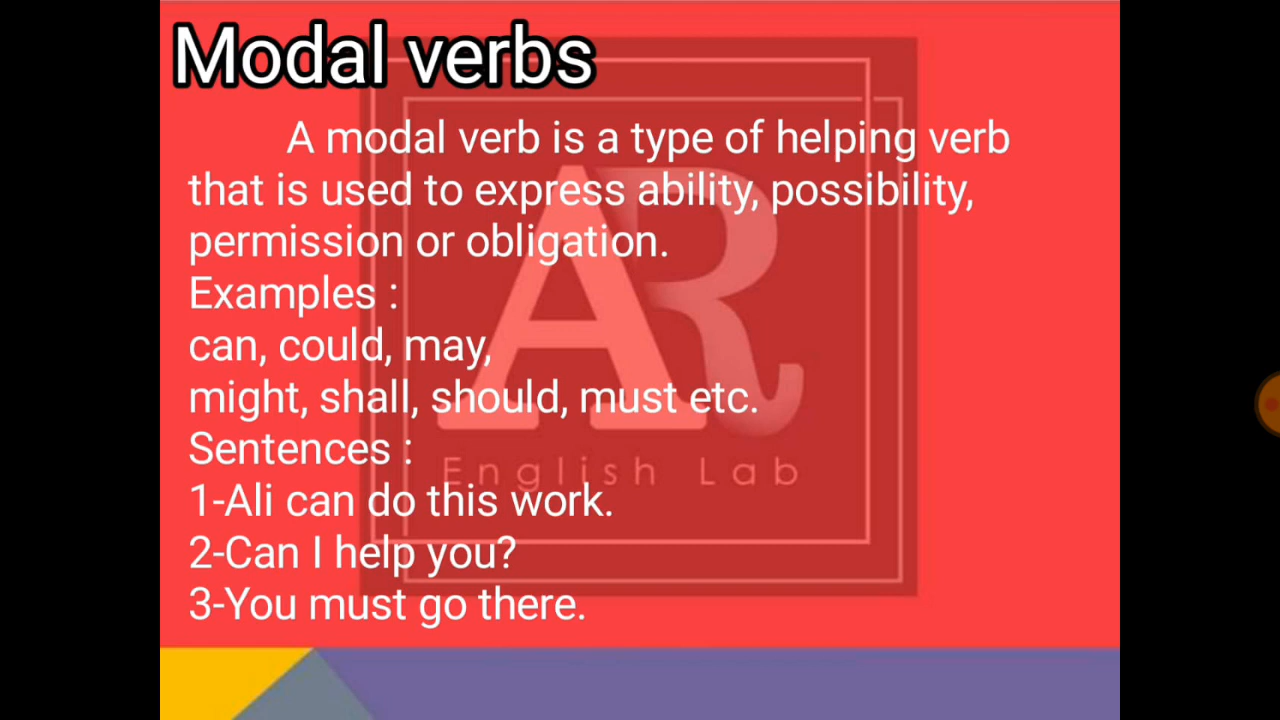 Modal verbs
A modal verb is a type of helping verb
that is used to express ability, possibility,
permission or obligation.
Examples :
can, could, may,
might, shall, should, must etc.
Sentences :
1-Ali can do this work.
2-Can I help you?
3-You must go there.
AR
English Lab